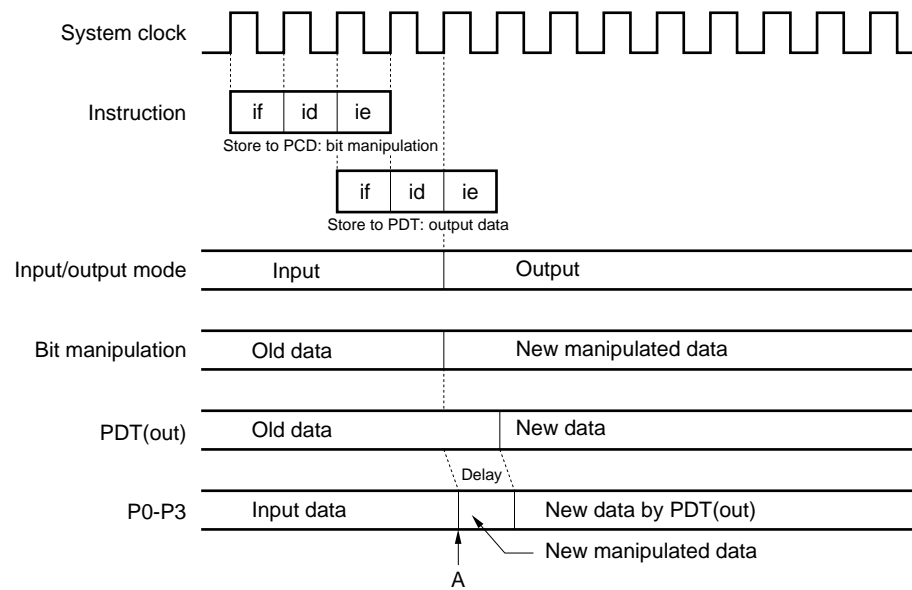 System clock
Instruction
if id ie
Store to PCD: bit manipulation
if id ie
Store to PDT: output data
Input/output mode
Input
Output
Bit manipulation
Old data
New manipulated data
PDT(out)
Old data
New data
Delay
P0-P3
Input data
New data by PDT(out)
New manipulated data
A